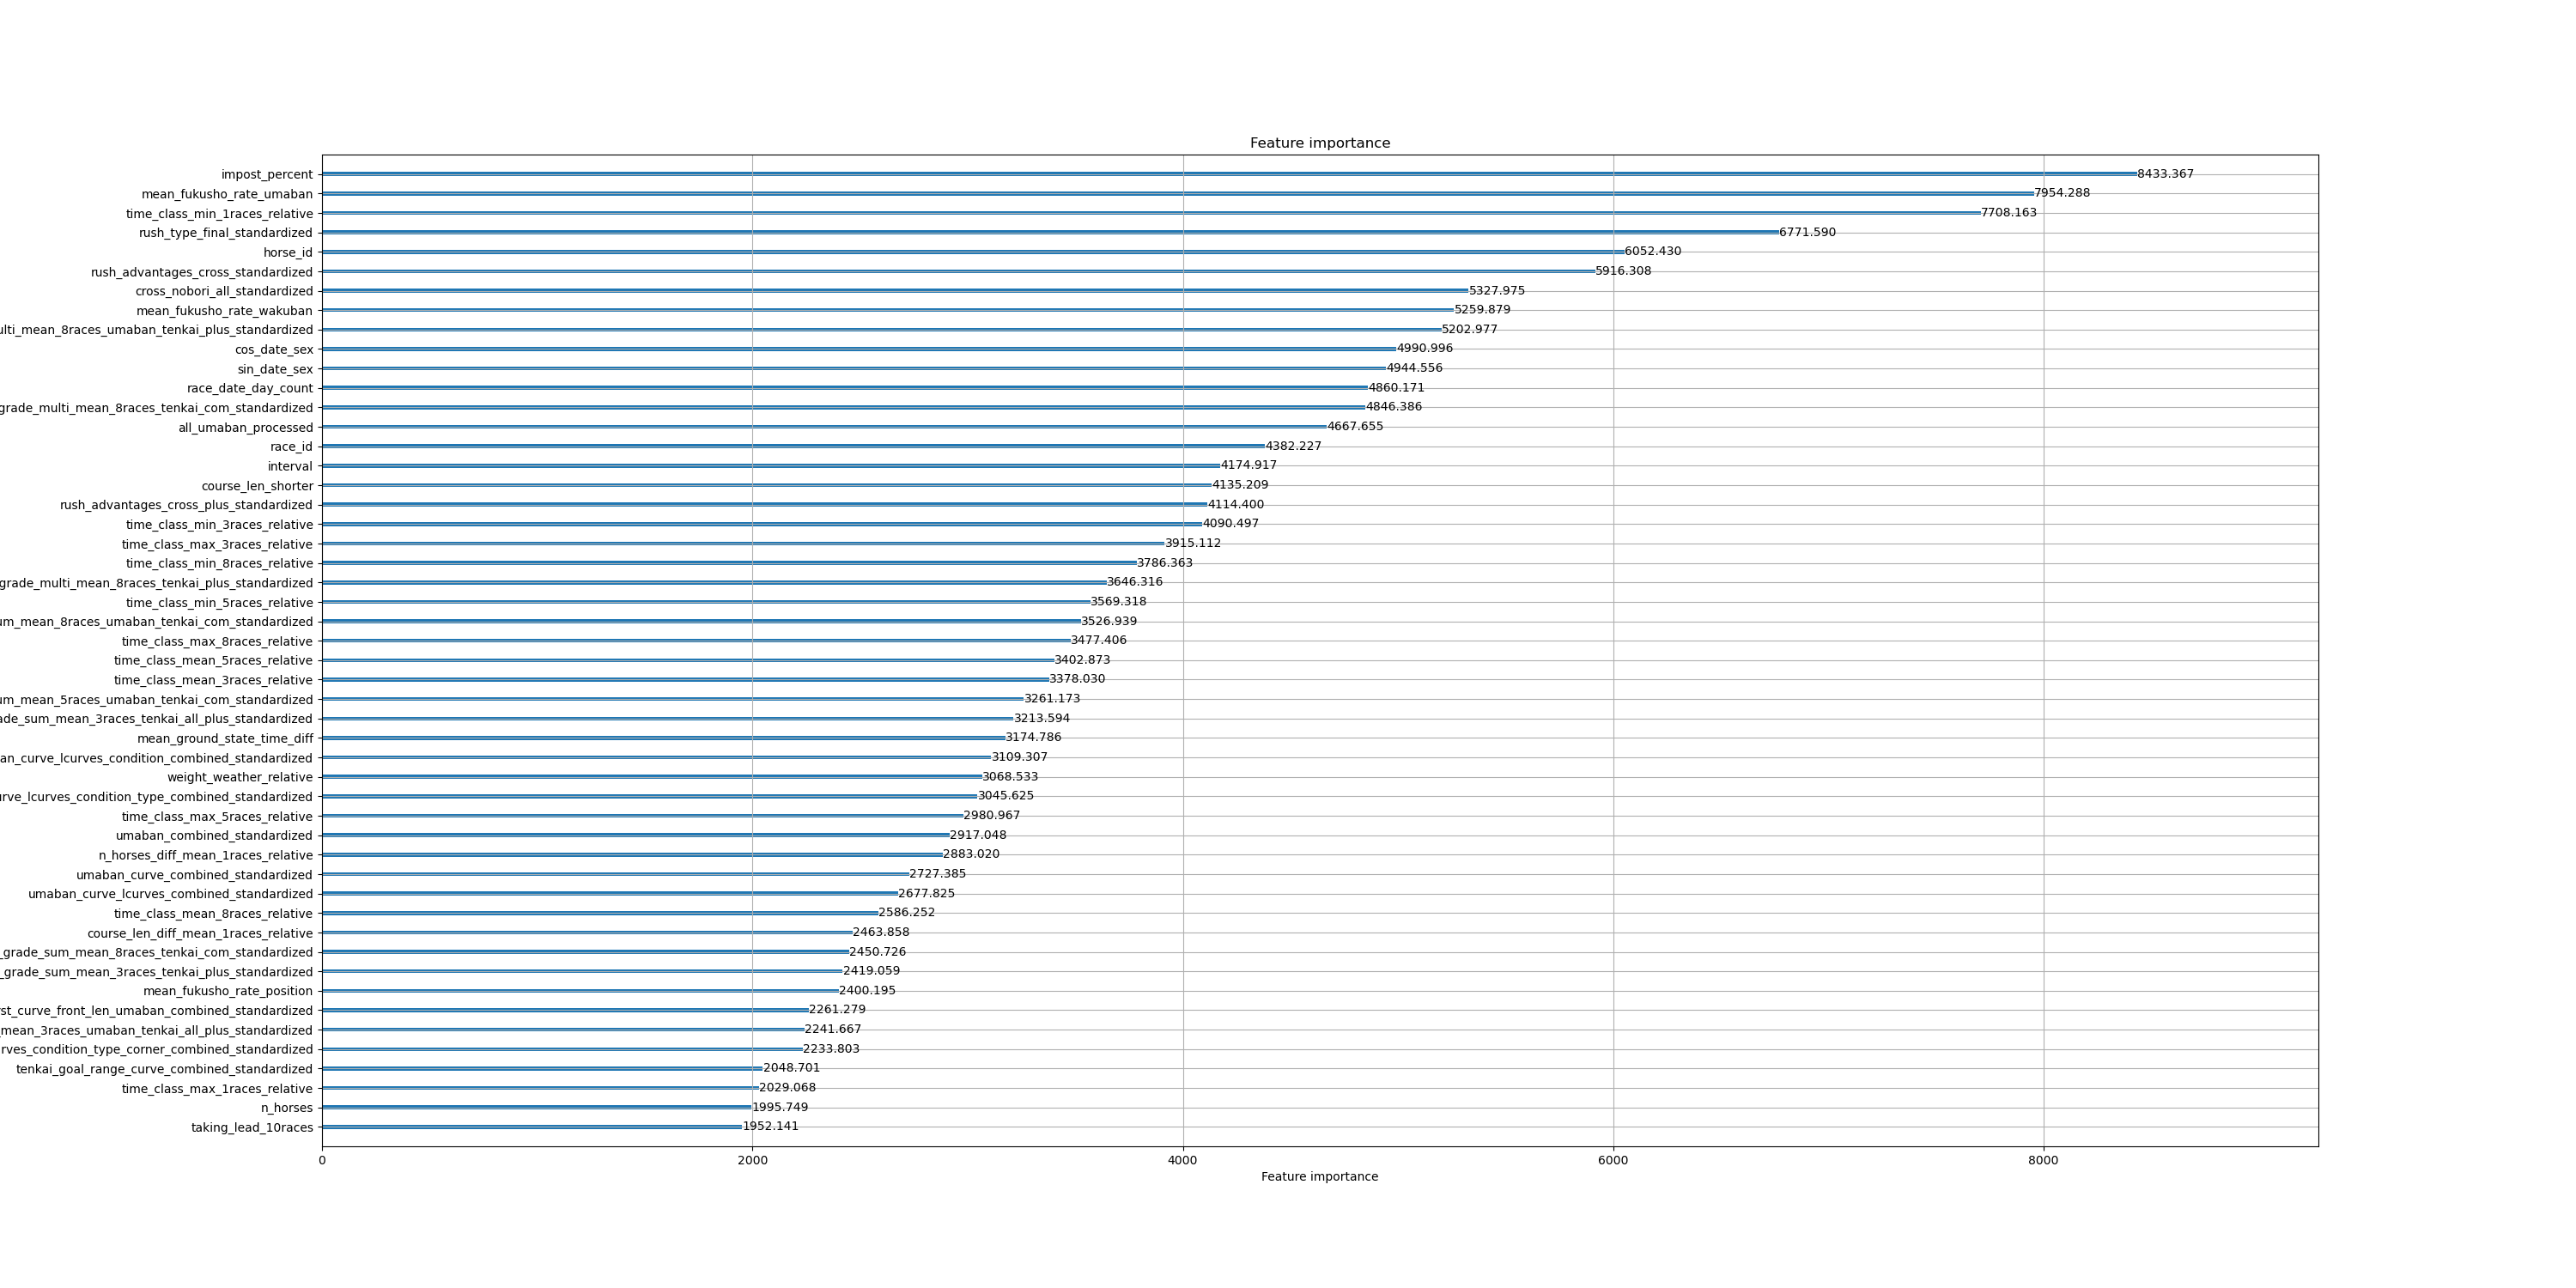 Feature importance
impost_percent 8433.367
mean_fukusho_rate_umaban 7954.288
time_class_min_1races_relative 7708.163
rush_type_final_standardized 6771.590
horse_id 6052.430
rush_advantages_cross_standardized 5916.308
cross_nobori_all_standardized 5327.975
mean_fukusho_rate_wakuban 5259.879
ulti_mean_8races_umaban_tenkai_plus_standardized 5202.977
cos_date_sex 4990.996
sin_date_sex 4944.556
race_date_day_count 4860.171
grade_multi_mean_8races_tenkai_com_standardized 4846.386
all_umaban_processed 4667.655
race_id 4382.227
interval 4174.917
course_len_shorter 4135.209
rush_advantages_cross_plus_standardized 4114.400
time_class_min_3races_relative 4090.497
time_class_max_3races_relative 3915.112
time_class_min_8races_relative 3786.363
grade_multi_mean_8races_tenkai_plus_standardized 3646.316
time_class_min_5races_relative 3569.318
um_mean_8races_umaban_tenkai_com_standardized 3526.939
time_class_max_8races_relative 3477.406
time_class_mean_5races_relative 3402.873
time_class_mean_3races_relative 3378.030
um_mean_5races_umaban_tenkai_com_standardized 3261.173
ade_sum_mean_3races_tenkai_all_plus_standardized 3213.594
mean_ground_state_time_diff 3174.786
an_curve_lcurves_condition_combined_standardized 3109.307
weight_weather_relative 3068.533
urve_lcurves_condition_type_combined_standardized 3045.625
time_class_max_5races_relative 2980.967
umaban_combined_standardized 2917.048
n_horses_diff_mean_1races_relative 2883.020
umaban_curve_combined_standardized 2727.385
umaban_curve_lcurves_combined_standardized 2677.825
time_class_mean_8races_relative 2586.252
course_len_diff_mean_1races_relative 2463.858
_grade_sum_mean_8races_tenkai_com_standardized 2450.726
_grade_sum_mean_3races_tenkai_plus_standardized 2419.059
mean_fukusho_rate_position 2400.195
st_curve_front_len_umaban_combined_standardized 2261.279
_mean_3races_umaban_tenkai_all_plus_standardized 2241.667
rves_condition_type_corner_combined_standardized 2233.803
tenkai_goal_range_curve_combined_standardized 2048.701
time_class_max_1races_relative 2029.068
n_horses 1995.749
taking_lead_10races 1952.141
0 2000 4000 6000 8000
Feature importance